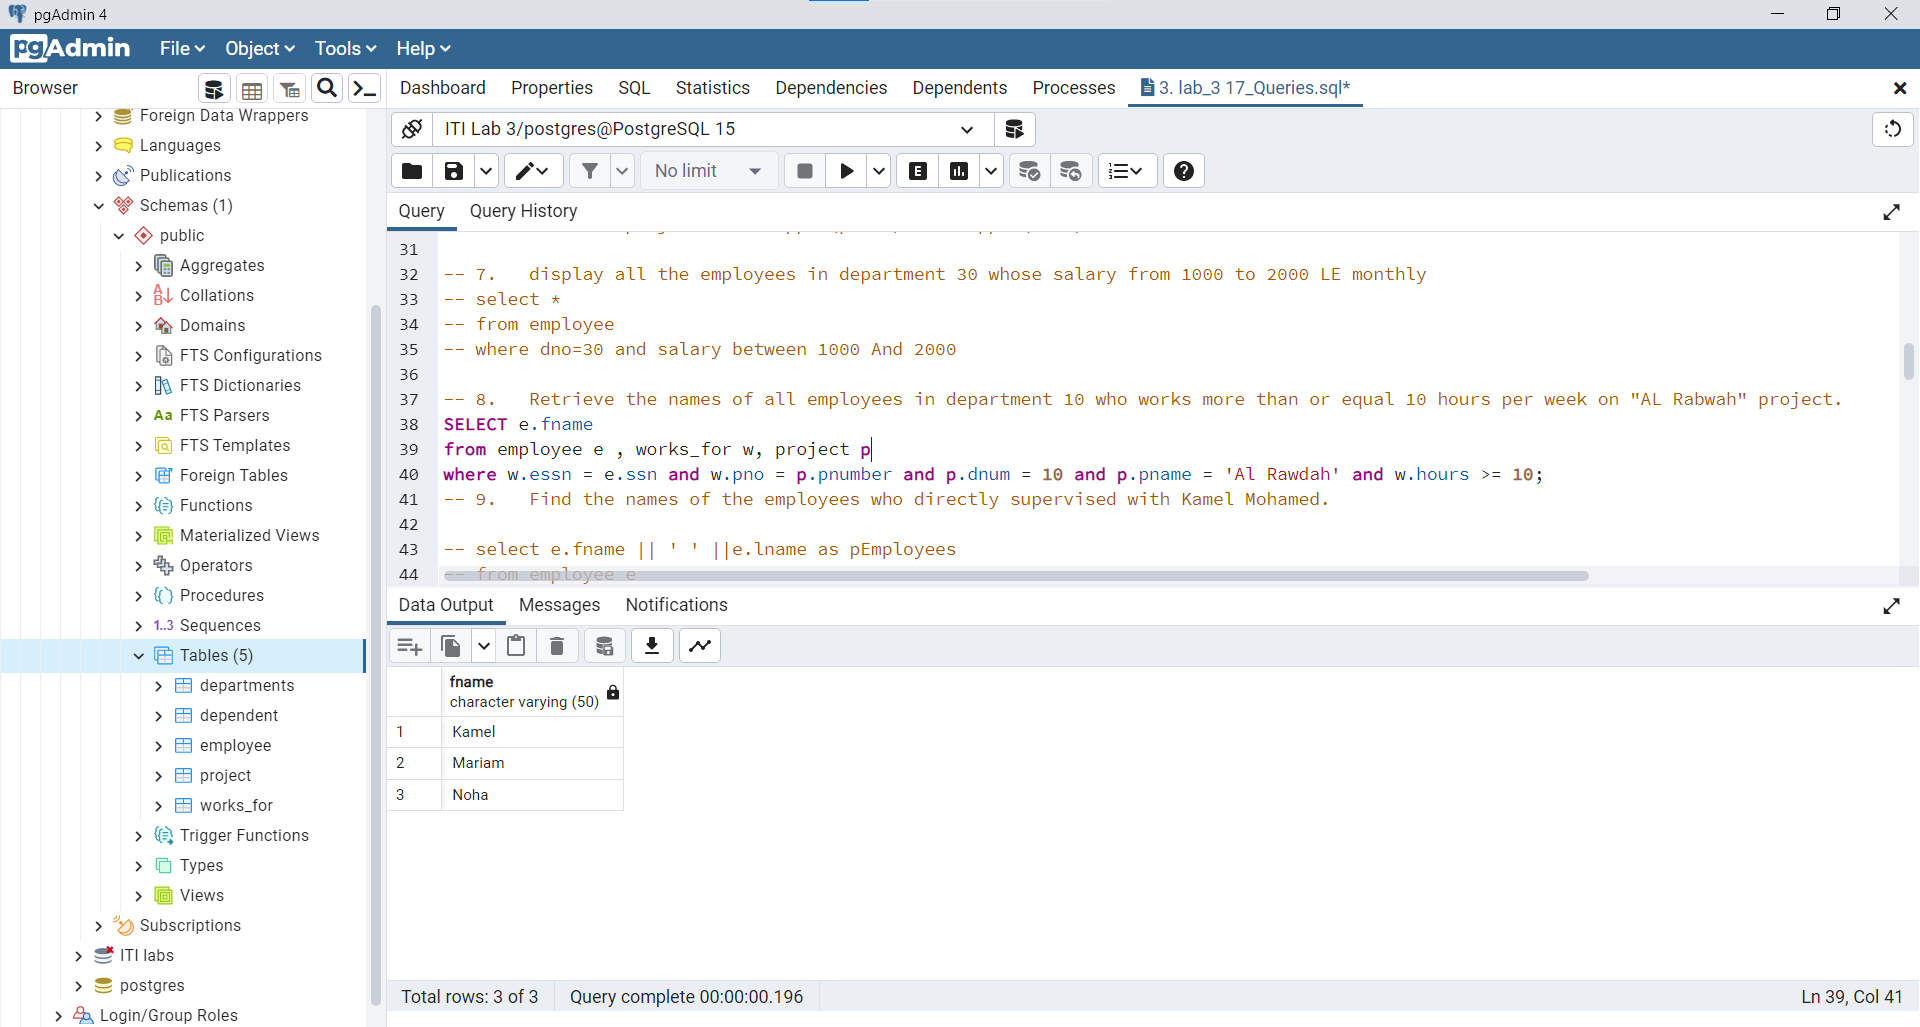 pgAdmin 4
pgAdmin File Object Tools Help
Browser
Dashboard Properties SQL Statistics Dependencies Dependents Processes 3. lab_3 17_Queries.sql*
Foreign Data Wrappers
Languages
Publications
Schemas (1)
public
Aggregates
Collations
Domains
FTS Configurations
FTS Dictionaries
Aa FTS Parsers
FTS Templates
Foreign Tables
Functions
Materialized Views
Operators
Procedures
1..3 Sequences
Tables (5)
departments
dependent
employee
project
works_for
Trigger Functions
Types
Views
Subscriptions
ITI labs
postgres
Login/Group Roles
ITI Lab 3/postgres@PostgreSQL 15
No limit
E
Query Query History
31
32 -- 7. display all the employees in department 30 whose salary from 1000 to 2000 LE monthly
33 -- select *
34 -- from employee
35 -- where dno=30 and salary between 1000 And 2000
36
37 -- 8. Retrieve the names of all employees in department 10 who works more than or equal 10 hours per week on "AL Rabwah" project.
38 SELECT e.fname
39 from employee e , works_for w, project p
40 where w.essn = e.ssn and w.pno = p.pnumber and p.dnum = 10 and p.pname = 'Al Rawdah' and w.hours >= 10;
41 -- 9. Find the names of the employees who directly supervised with Kamel Mohamed.
42
43 -- select e.fname || ' ' ||e.lname as pEmployees
44 -- from employee e
Data Output Messages Notifications
fname
character varying (50)
1 Kamel
2 Mariam
3 Noha
Total rows: 3 of 3 Query complete 00:00:00.196 Ln 39, Col 41